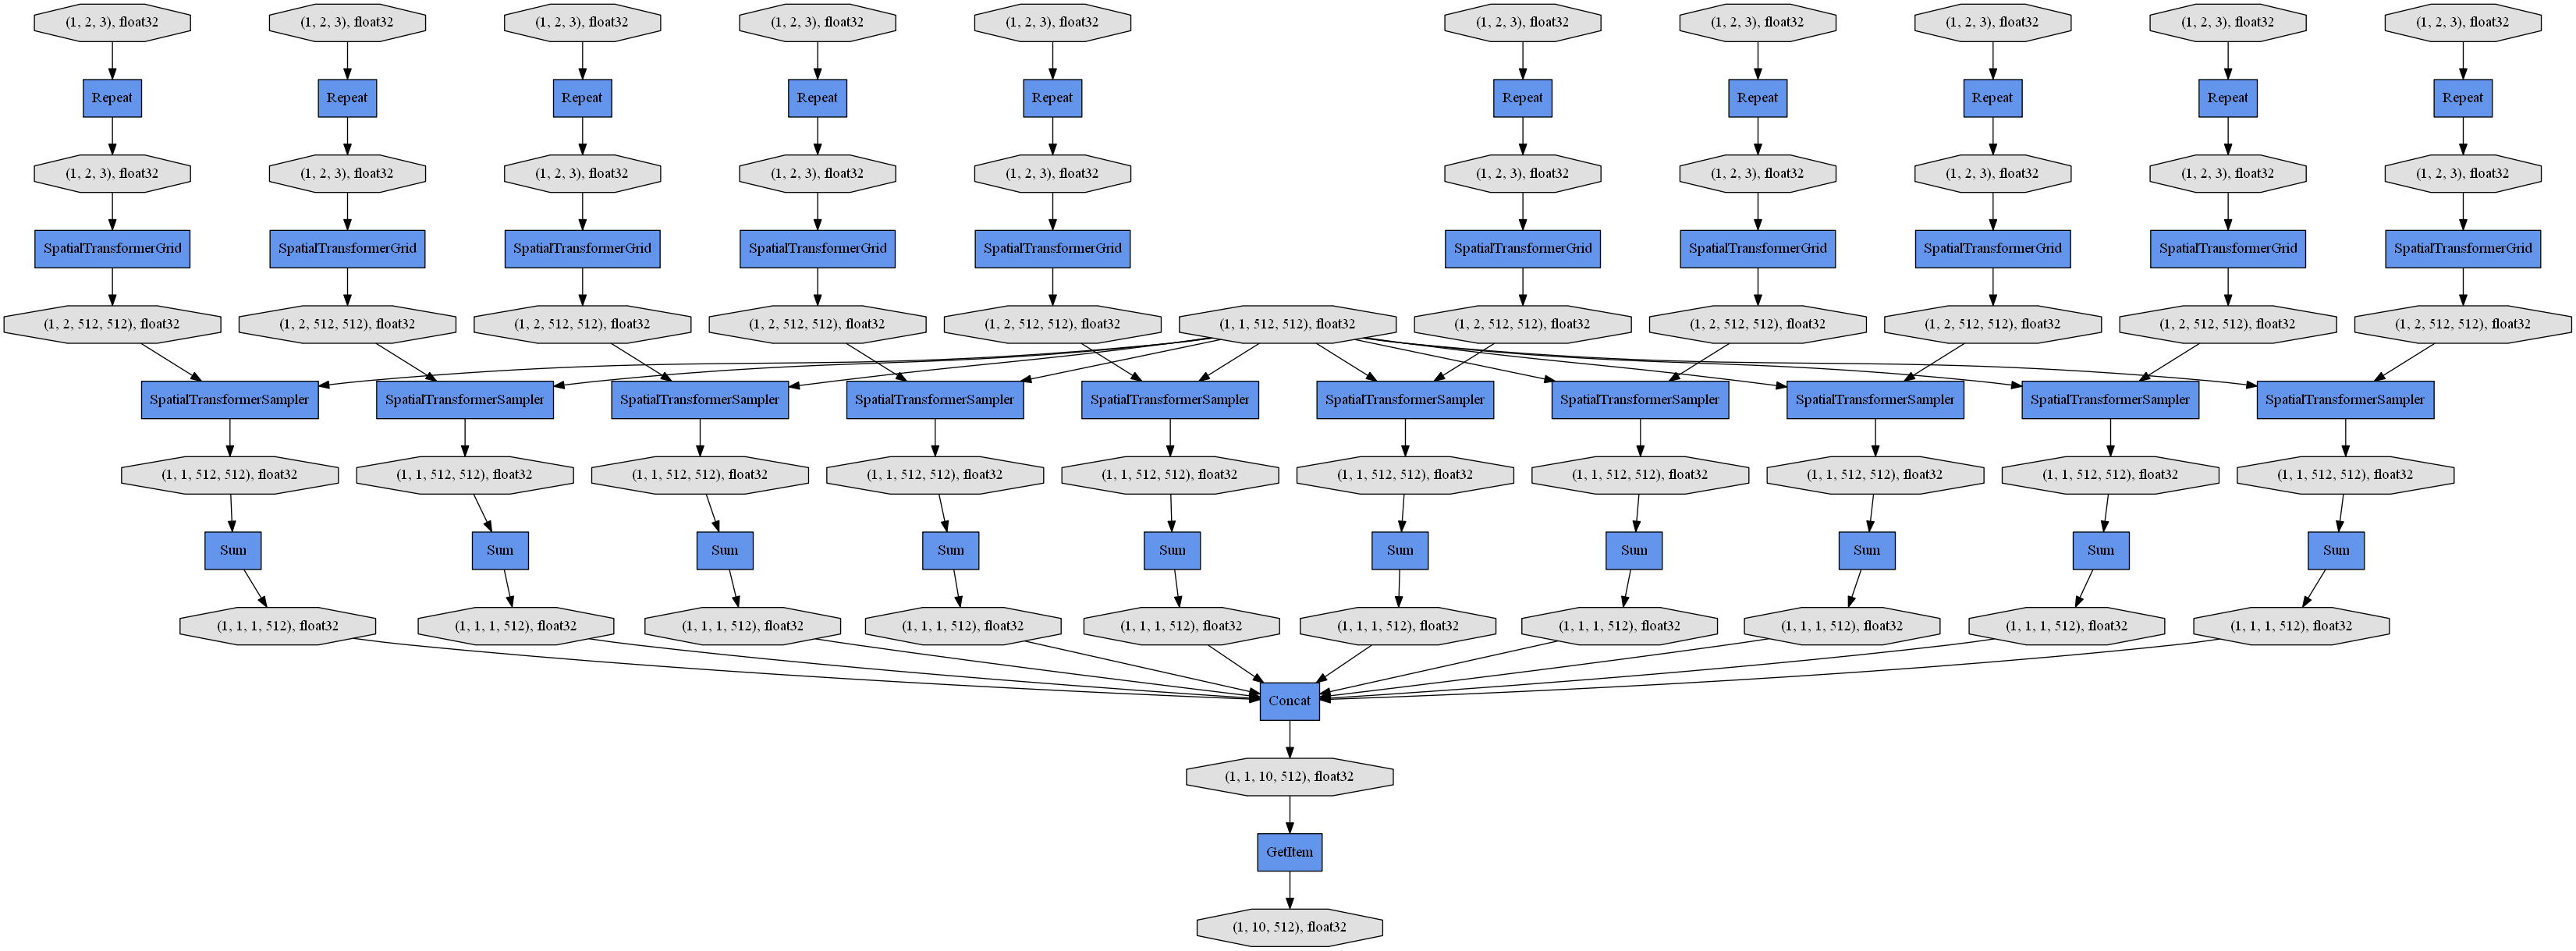 (1, 2, 3), float32
(1, 2, 3), float32
(1, 2, 3), float32
(1, 2, 3), float32
(1, 2, 3), float32
(1, 2, 3), float32
(1, 2, 3), float32
(1, 2, 3), float32
(1, 2, 3), float32
(1, 2, 3), float32
Repeat
Repeat
Repeat
Repeat
Repeat
Repeat
Repeat
Repeat
Repeat
Repeat
(1, 2, 3), float32
(1, 2, 3), float32
(1, 2, 3), float32
(1, 2, 3), float32
(1, 2, 3), float32
(1, 2, 3), float32
(1, 2, 3), float32
(1, 2, 3), float32
(1, 2, 3), float32
(1, 2, 3), float32
SpatialTransformerGrid
SpatialTransformerGrid
SpatialTransformerGrid
SpatialTransformerGrid
SpatialTransformerGrid
SpatialTransformerGrid
SpatialTransformerGrid
SpatialTransformerGrid
SpatialTransformerGrid
SpatialTransformerGrid
(1, 2, 512, 512), float32
(1, 2, 512, 512), float32
(1, 2, 512, 512), float32
(1, 2, 512, 512), float32
(1, 2, 512, 512), float32
(1, 1, 512, 512), float32
(1, 2, 512, 512), float32
(1, 2, 512, 512), float32
(1, 2, 512, 512), float32
(1, 2, 512, 512), float32
(1, 2, 512, 512), float32
SpatialTransformerSampler
SpatialTransformerSampler
SpatialTransformerSampler
SpatialTransformerSampler
SpatialTransformerSampler
SpatialTransformerSampler
SpatialTransformerSampler
SpatialTransformerSampler
SpatialTransformerSampler
SpatialTransformerSampler
(1, 1, 512, 512), float32
(1, 1, 512, 512), float32
(1, 1, 512, 512), float32
(1, 1, 512, 512), float32
(1, 1, 512, 512), float32
(1, 1, 512, 512), float32
(1, 1, 512, 512), float32
(1, 1, 512, 512), float32
(1, 1, 512, 512), float32
(1, 1, 512, 512), float32
Sum
Sum
Sum
Sum
Sum
Sum
Sum
Sum
Sum
Sum
(1, 1, 1, 512), float32
(1, 1, 1, 512), float32
(1, 1, 1, 512), float32
(1, 1, 1, 512), float32
(1, 1, 1, 512), float32
(1, 1, 1, 512), float32
(1, 1, 1, 512), float32
(1, 1, 1, 512), float32
(1, 1, 1, 512), float32
(1, 1, 1, 512), float32
Concat
(1, 1, 10, 512), float32
GetItem
(1, 10, 512), float32